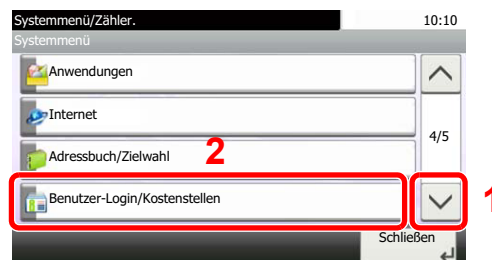 Systemmenü/Zähler. 10:10
Systemmenü
Anwendungen
Internet
4/5
Adressbuch/Zielwahl 2
Benutzer-Login/Kostenstellen 1
Schließen